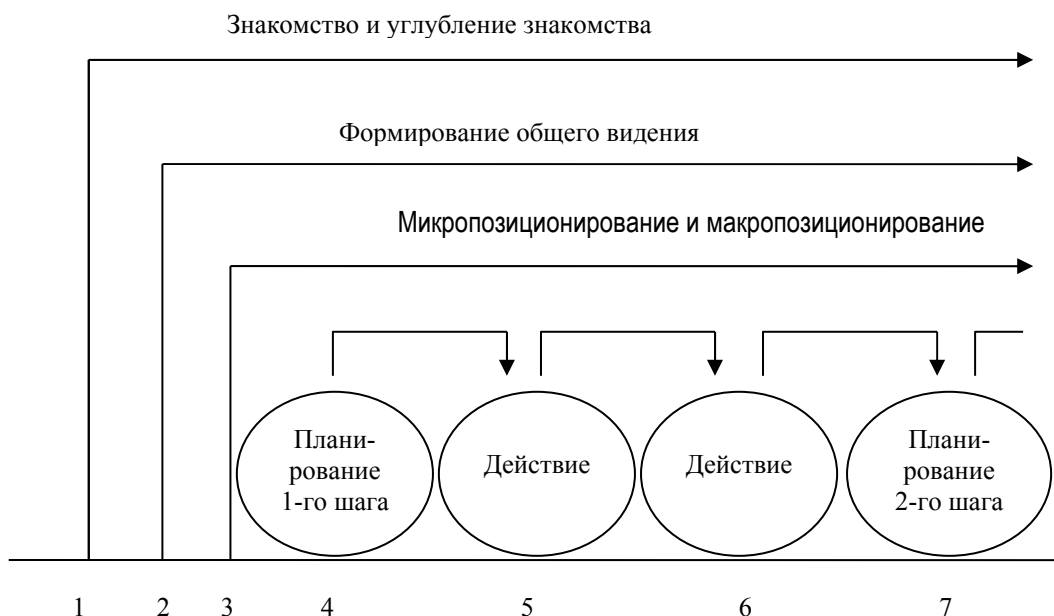 Знакомство и углубление знакомства
Формирование общего видения
Микропозиционирование и макропозиционирование
Плани-
рование
1-го шага
Действие
Действие
Плани-
рование
2-го шага
1 2 3 4 5 6 7